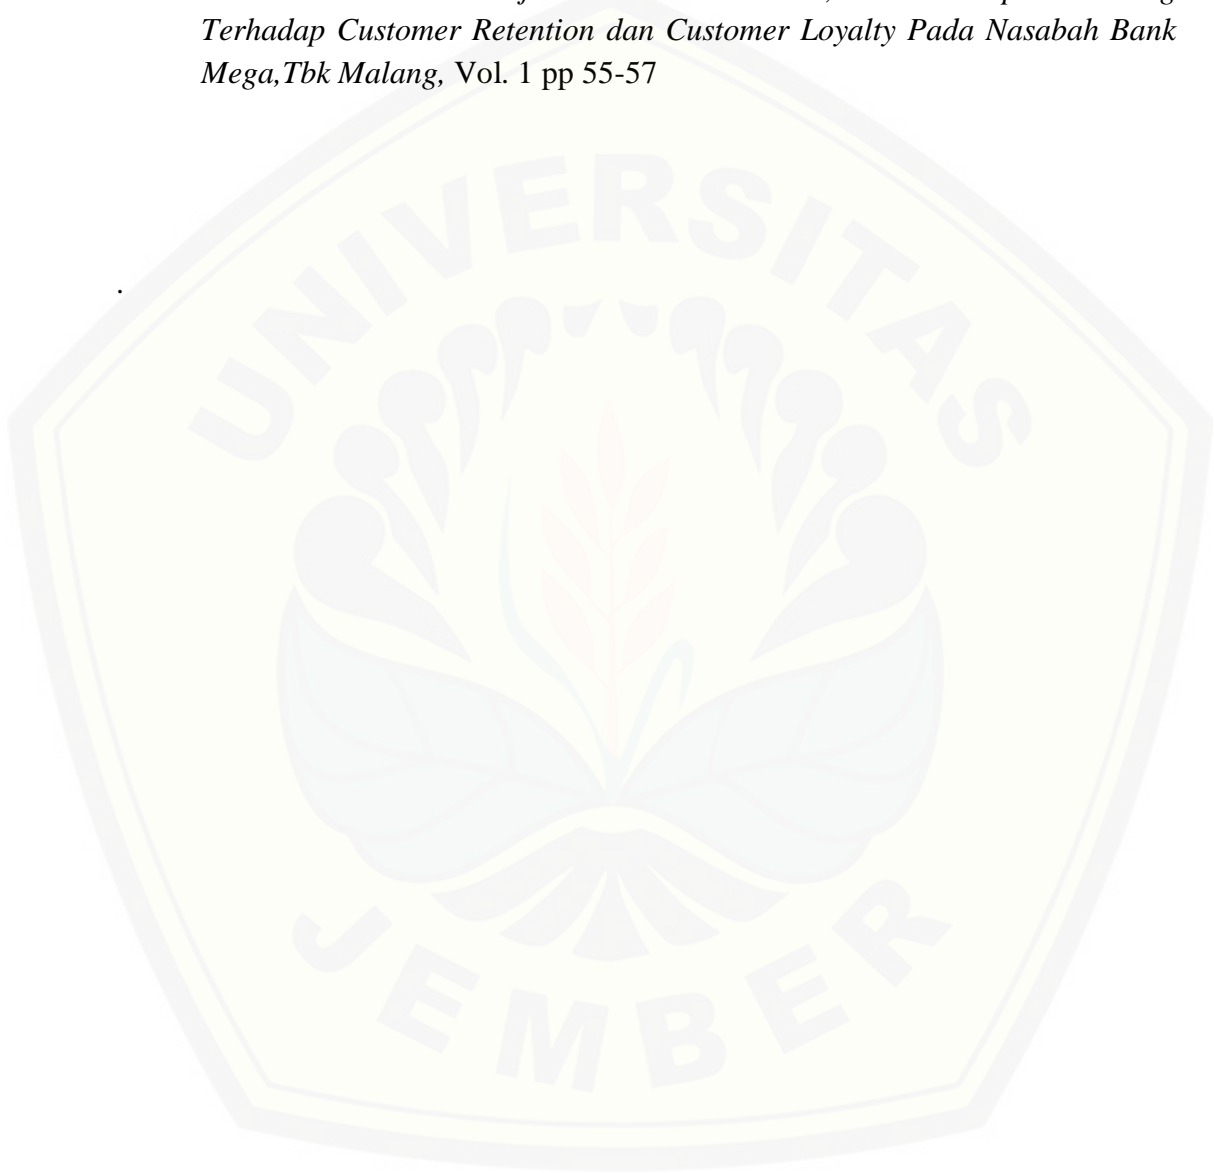 Terhadap Customer Retention dan Customer Loyalty Pada Nasabah Bank
Mega,Tbk Malang, Vol. 1 pp 55-57
.
UNIVERSITAS
JEMBER